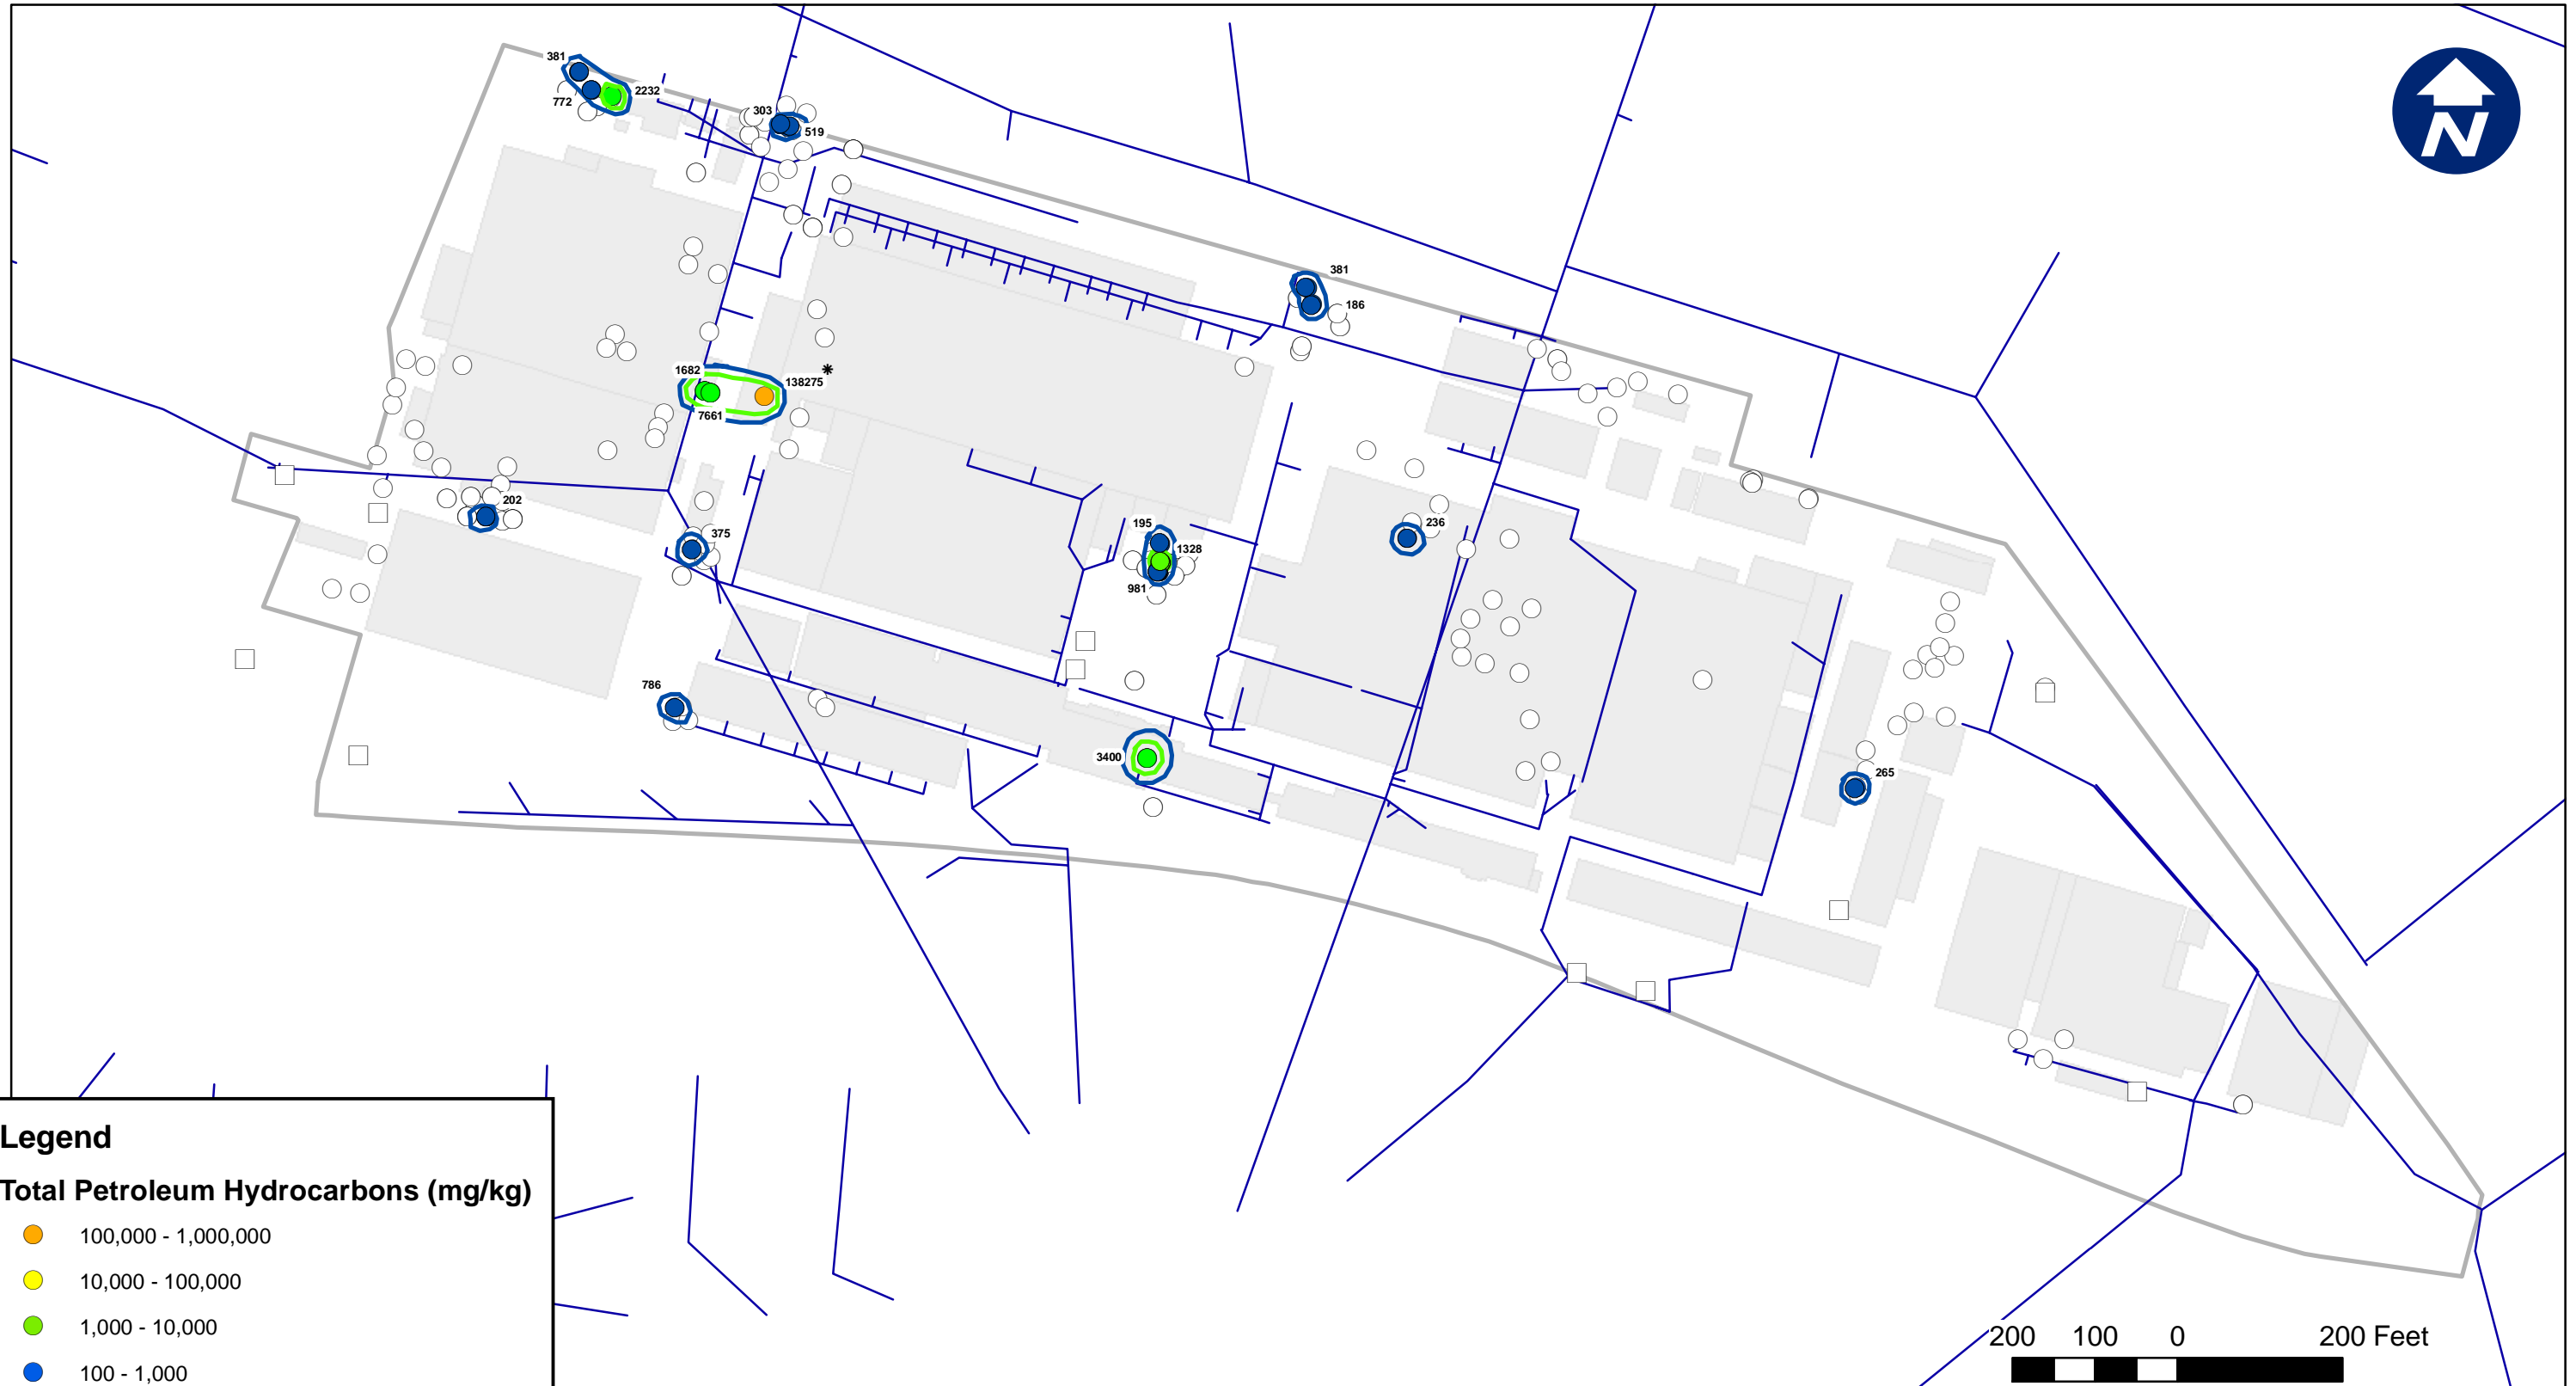 381
2232
772
303
519
N
381
186
1682
138275
*
7661
202
375
195
236
1328
981
786
3400
265
Legend
Total Petroleum Hydrocarbons (mg/kg)
100,000 - 1,000,000
10,000 - 100,000
1,000 - 10,000
100 - 1,000
200 100 0 200 Feet